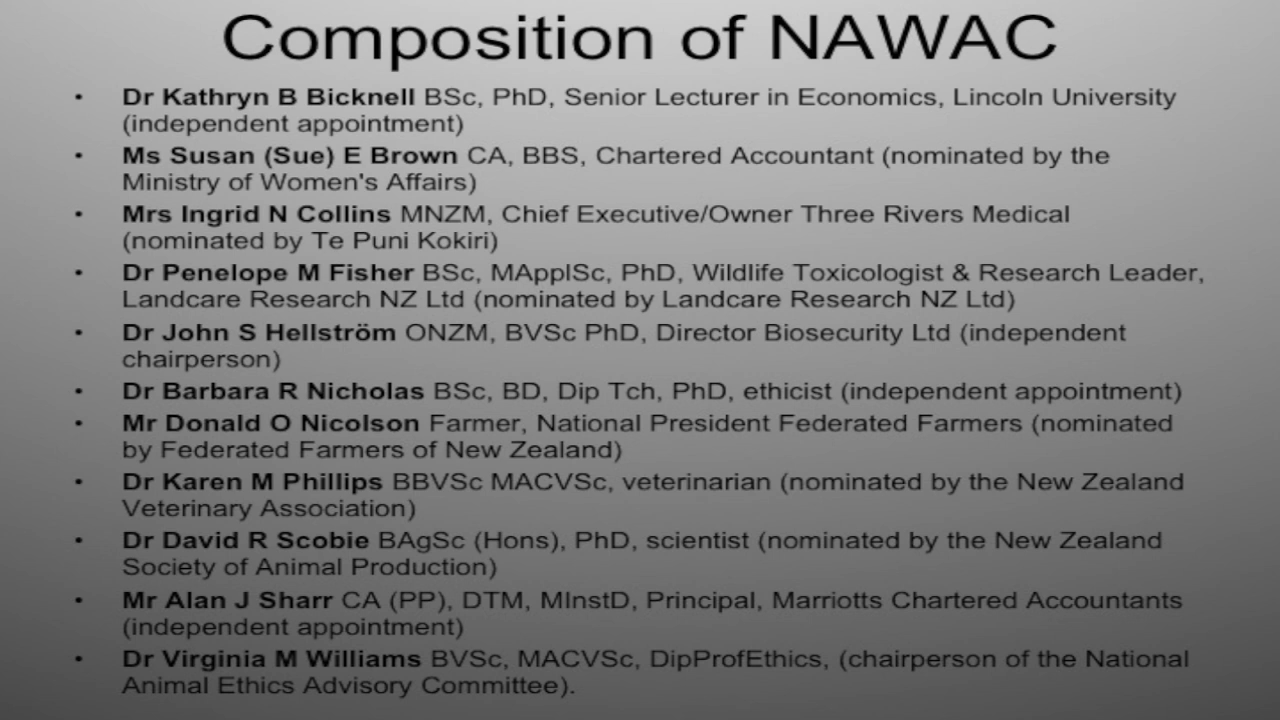 Composition of NAWAC
• Dr Kathryn B Bicknell BSc, PhD, Senior Lecturer in Economics, Lincoln University
(independent appointment)
• Ms Susan (Sue) E Brown CA, BBS, Chartered Accountant (nominated by the
Ministry of Women's Affairs)
• Mrs Ingrid N Collins MNZM, Chief Executive/Owner Three Rivers Medical
(nominated by Te Puni Kokiri)
• Dr Penelope M Fisher BSc, MApplSc, PhD, Wildlife Toxicologist & Research Leader,
Landcare Research NZ Ltd (nominated by Landcare Research NZ Ltd)
• Dr John S Hellström ONZM, BVSc PhD, Director Biosecurity Ltd (independent
chairperson)
• Dr Barbara R Nicholas BSc, BD, Dip Tch, PhD, ethicist (independent appointment)
• Mr Donald O Nicolson Farmer, National President Federated Farmers (nominated
by Federated Farmers of New Zealand)
• Dr Karen M Phillips BBVSc MACVSc, veterinarian (nominated by the New Zealand
Veterinary Association)
• Dr David R Scobie BAgSc (Hons), PhD, scientist (nominated by the New Zealand
Society of Animal Production)
• Mr Alan J Sharr CA (PP), DTM, MInstD, Principal, Marriotts Chartered Accountants
(independent appointment)
• Dr Virginia M Williams BVSc, MACVSc, DipProfEthics, (chairperson of the National
Animal Ethics Advisory Committee).